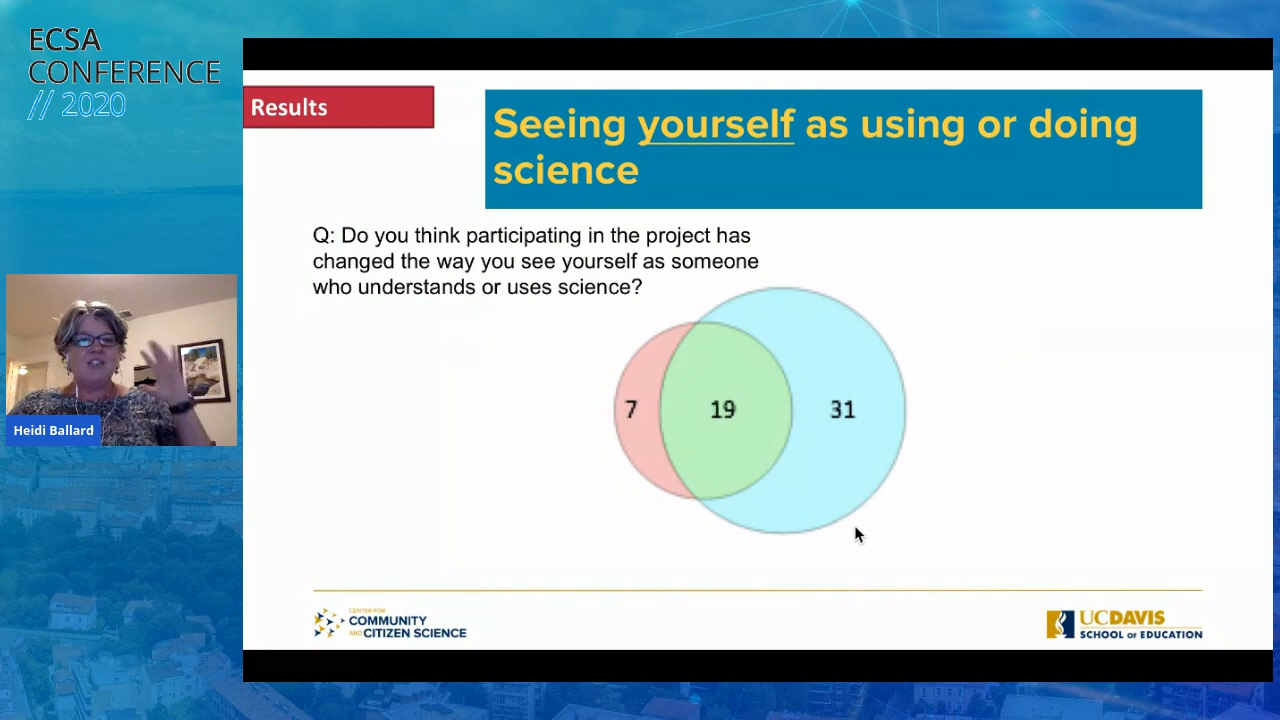 ECSA
CONFERENCE
// 2020
Results
Seeing yourself as using or doing
science
Q: Do you think participating in the project has
changed the way you see yourself as someone
who understands or uses science?
7
19
31
Heidi Ballard
CENTER FOR
COMMUNITY
AND CITIZEN SCIENCE
UCDAVIS
SCHOOL OF EDUCATION